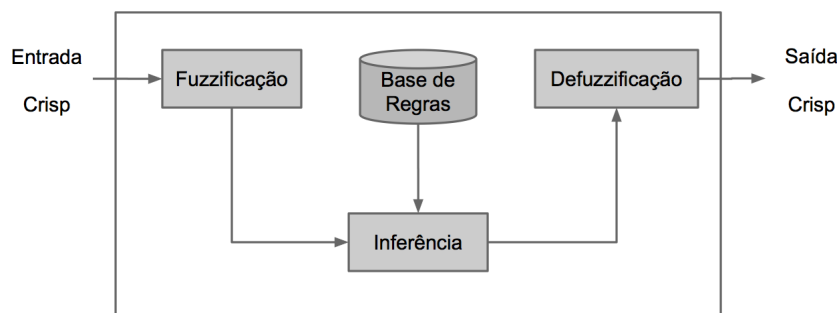 Entrada
Crisp
Fuzzificação
Base de
Regras
Defuzzificação
Saída
Crisp
Inferência